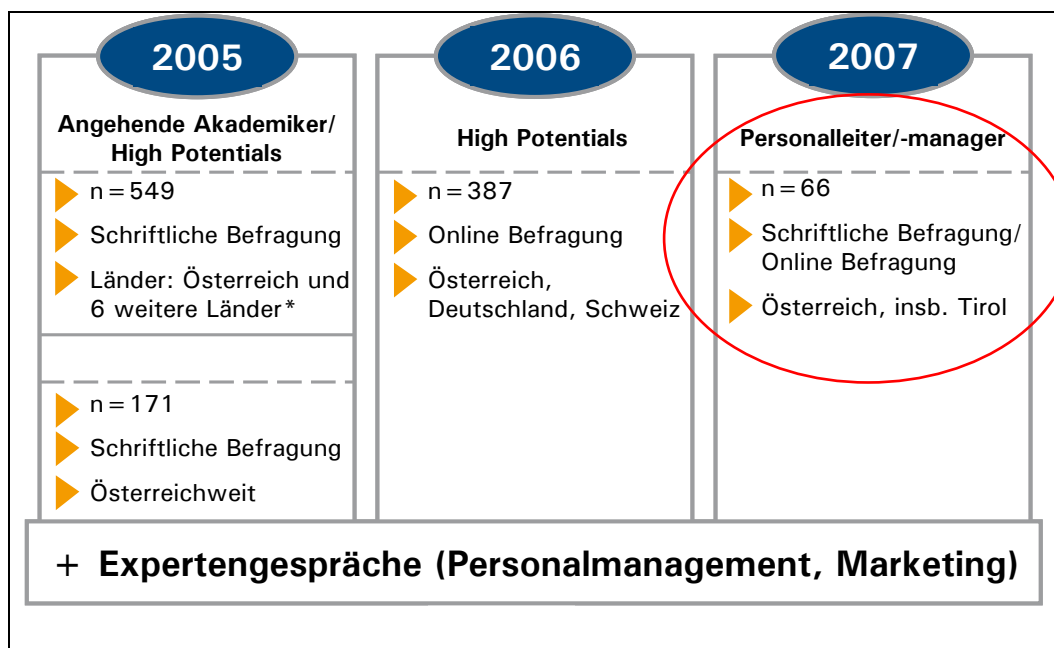 2005
Angehende Akademiker/
High Potentials
n = 549
Schriftliche Befragung
Länder: Österreich und
6 weitere Länder*
n = 171
Schriftliche Befragung
Österreichweit
2006
High Potentials
n = 387
Online Befragung
Österreich,
Deutschland, Schweiz
2007
Personalleiter/-manager
n = 66
Schriftliche Befragung/
Online Befragung
Österreich, insb. Tirol
+ Expertengespräche (Personalmanagement, Marketing)